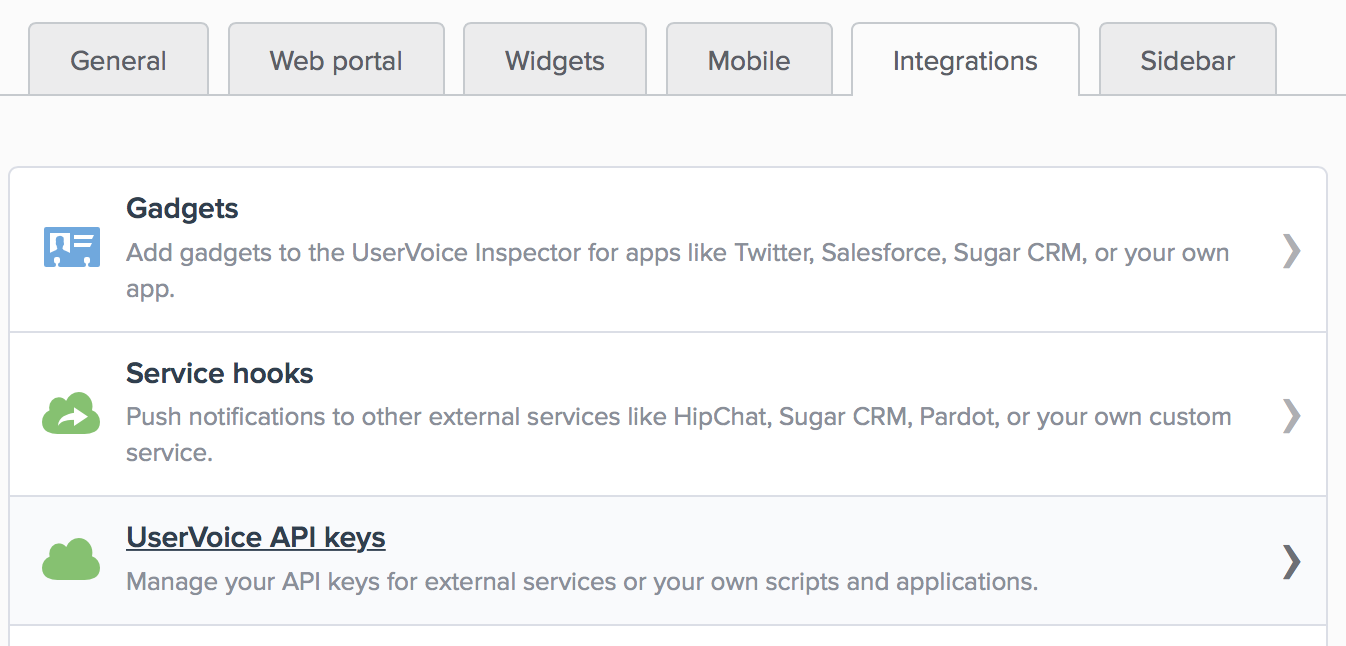 General Web portal Widgets Mobile Integrations Sidebar
Gadgets
Add gadgets to the UserVoice Inspector for apps like Twitter, Salesforce, Sugar CRM, or your own
app.
Service hooks
Push notifications to other external services like HipChat, Sugar CRM, Pardot, or your own custom
service.
UserVoice API keys
Manage your API keys for external services or your own scripts and applications.